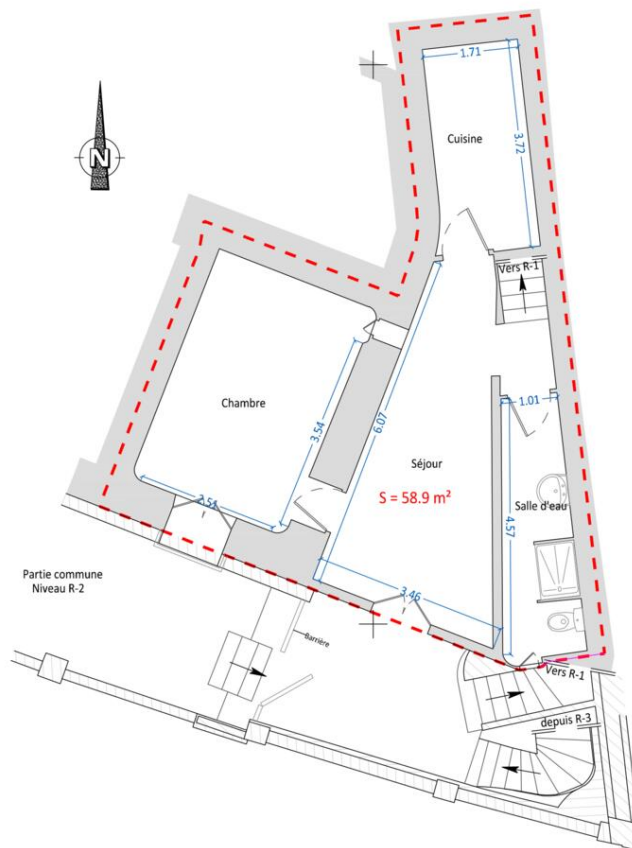 1.71
Cuisine
3.72
N
Vers R-1
Chambre
3.54
6.07
1.01
Séjour
S = 58.9 m²
Salle d'eau
4.57
2.51
3.46
Partie commune
Niveau R-2
Barrière
Vers R-1
depuis R-3